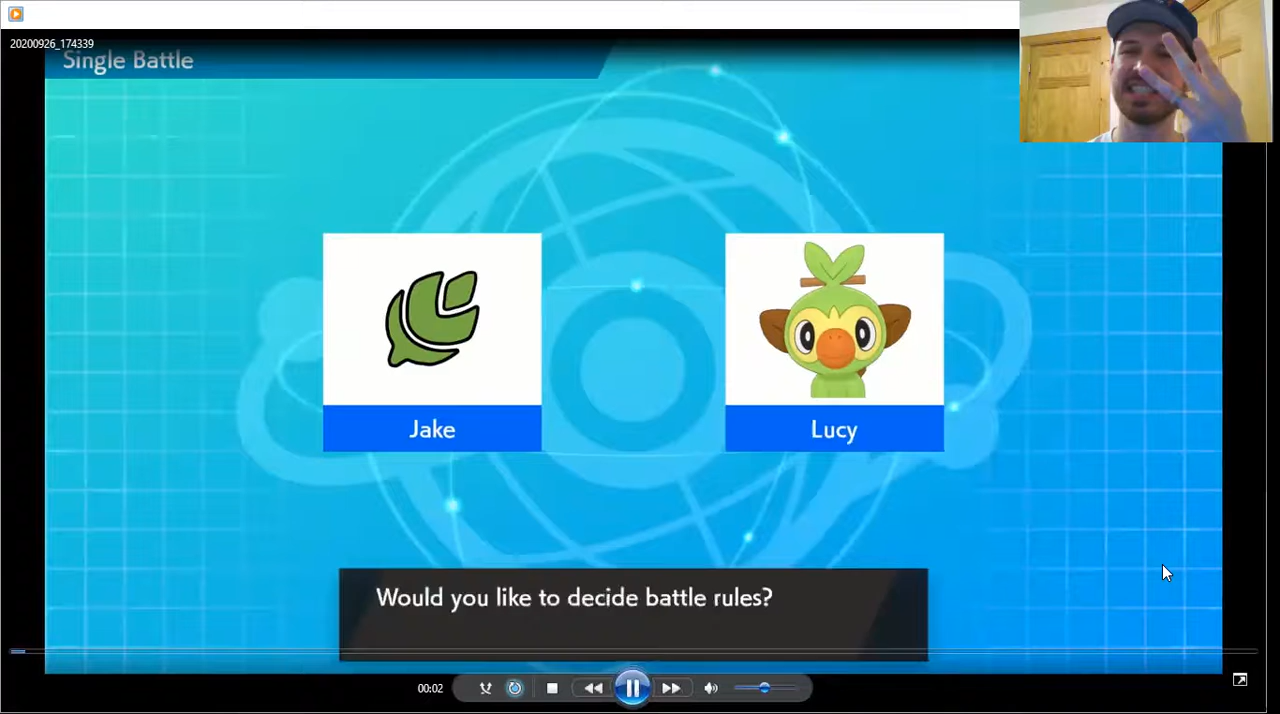 20200926_174339
Single Battle
Jake
Lucy
Would you like to decide battle rules?
00:02